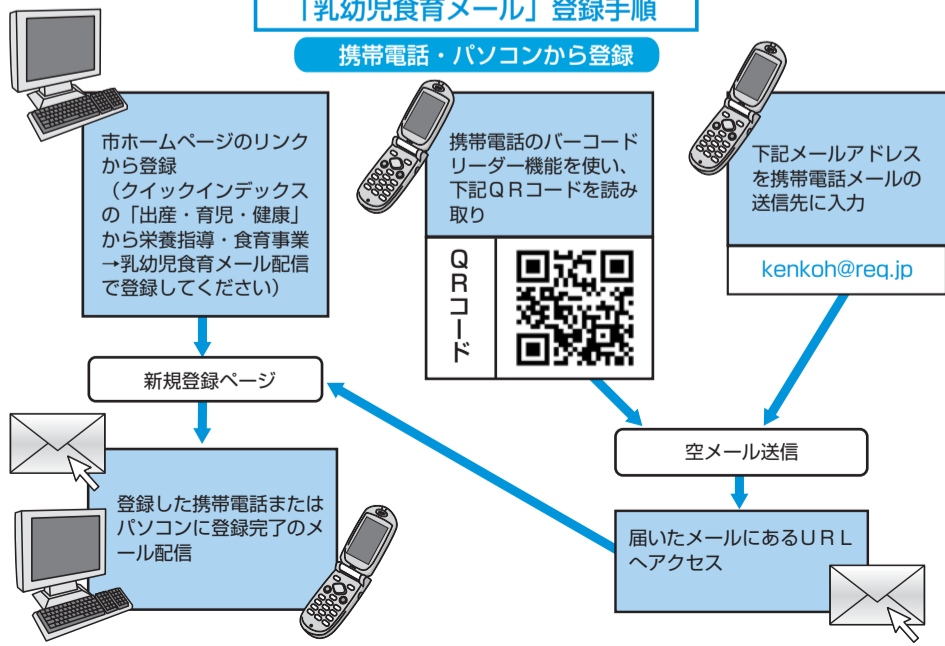 「乳幼児食育メール」登録手順
携帯電話・パソコンから登録
市ホームページのリンク
から登録
（クイックインデックス
の「出産・育児・健康」
から栄養指導・食育事業
→乳幼児食育メール配信
で登録してください）
携帯電話のバーコード
リーダー機能を使い、
下記ＱＲコードを読み
取り
ＱＲコード
下記メールアドレス
を携帯電話メールの
送信先に入力
kenkoh@req.jp
新規登録ページ
空メール送信
登録した携帯電話または
パソコンに登録完了のメ
ール配信
届いたメールにあるＵＲＬ
へアクセス